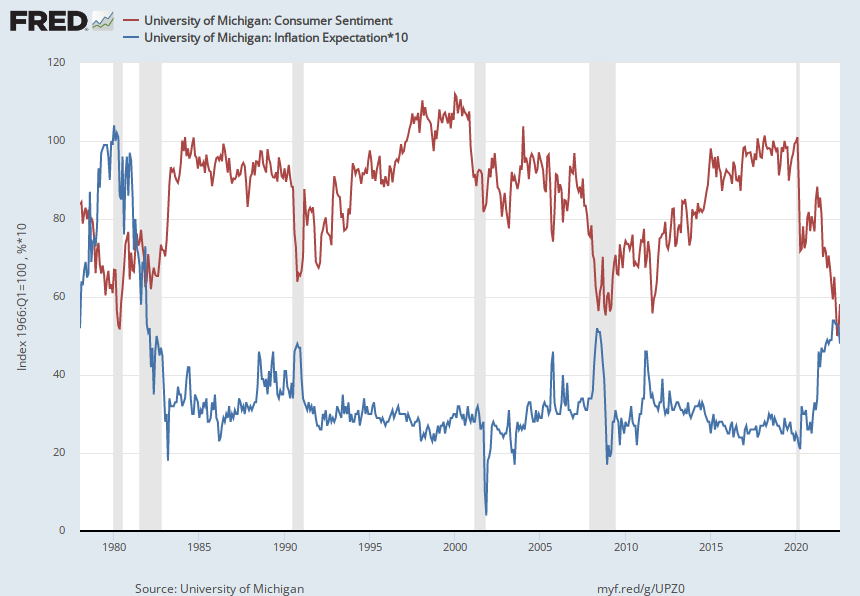 FRED
University of Michigan: Consumer Sentiment
University of Michigan: Inflation Expectation*10
120
100
80
60
40
20
0
Index 1966:Q1=100 , %*10
1980 1985 1990 1995 2000 2005 2010 2015 2020
Source: University of Michigan
myf.red/g/UPZ0